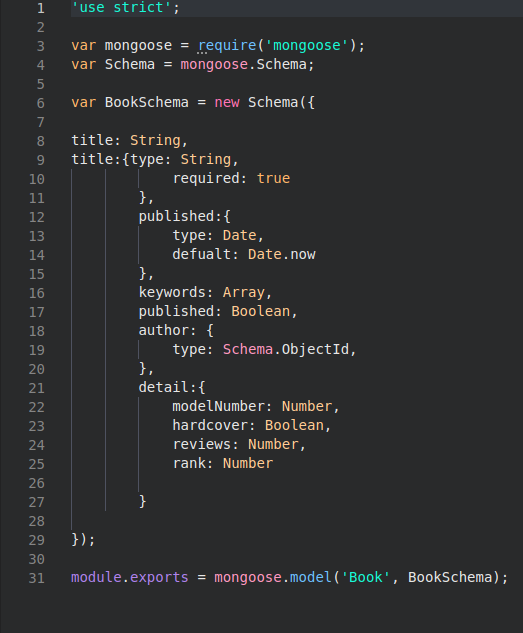 1 'use strict';
2
3 var mongoose = require('mongoose');
4 var Schema = mongoose.Schema;
5
6 var BookSchema = new Schema({
7
8 title: String,
9 title:{type: String,
10 required: true
11 },
12 published:{
13 type: Date,
14 defualt: Date.now
15 },
16 keywords: Array,
17 published: Boolean,
18 author: {
19 type: Schema.ObjectId,
20 },
21 detail:{
22 modelNumber: Number,
23 hardcover: Boolean,
24 reviews: Number,
25 rank: Number
26
27 }
28
29 });
30
31 module.exports = mongoose.model('Book', BookSchema);